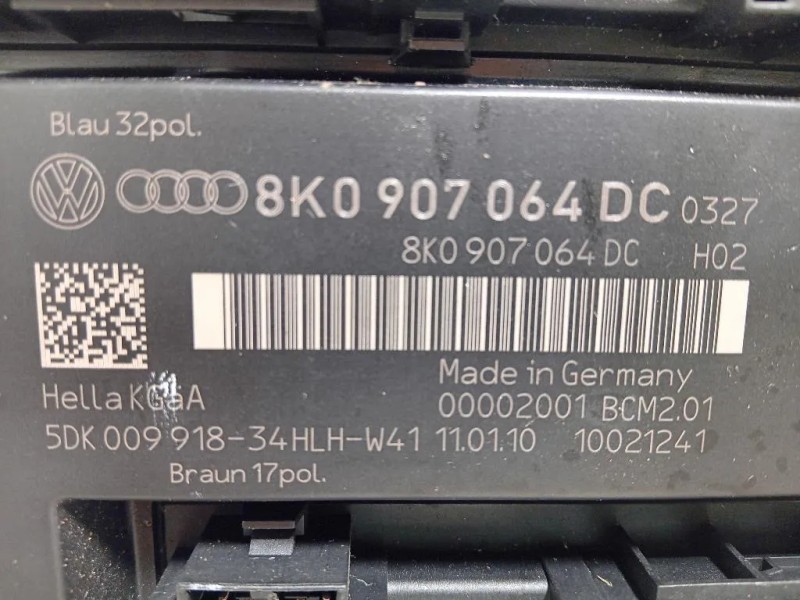 Blau 32pol.
8K0 907 064 DC 0327
8K0 907 064 DC H02
Made in Germany
Hella KGaA 00002001 BCM2.01
5DK 009 918-34HLH-W41 11.01.10 10021241
Braun 17pol.